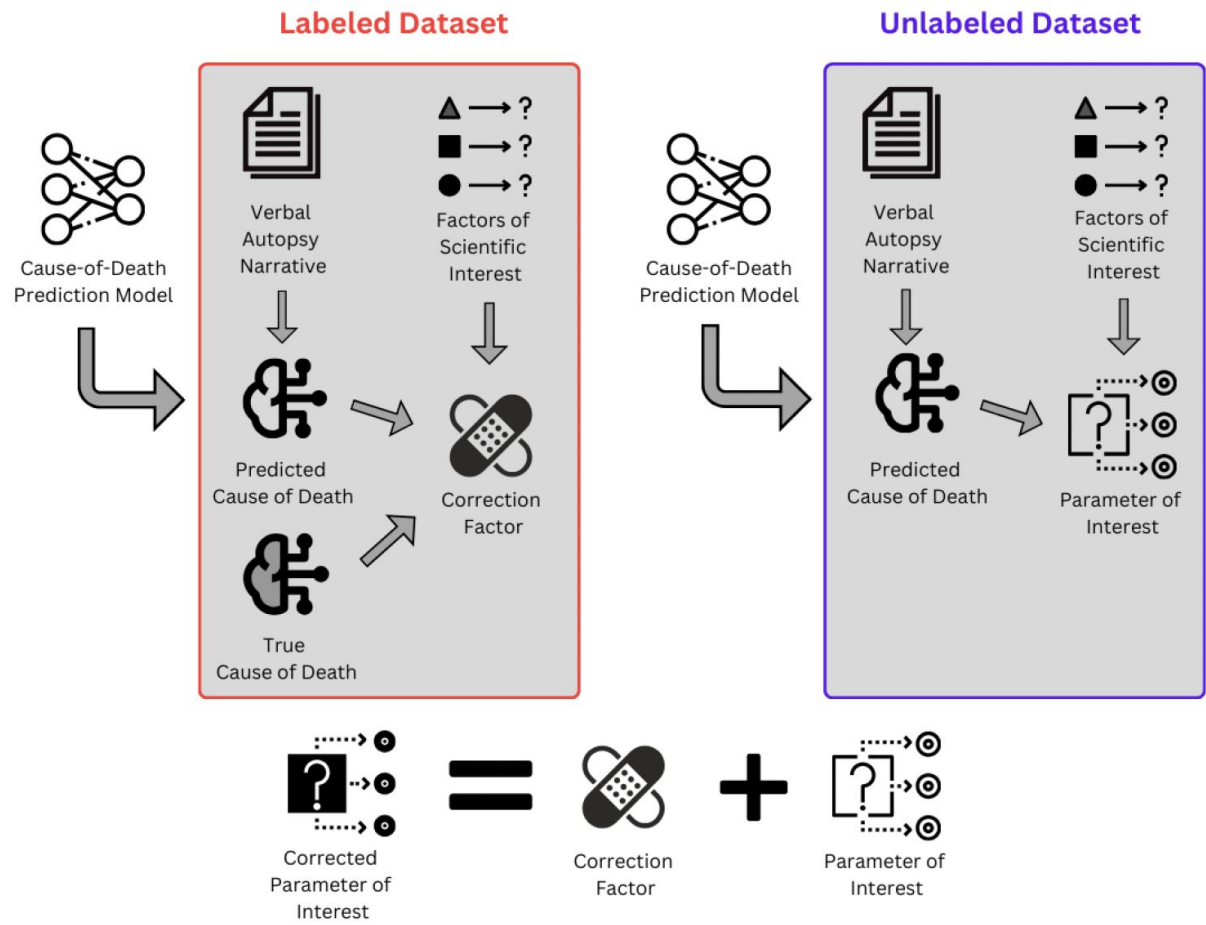 Labeled Dataset
Unlabeled Dataset
?
?
?
Verbal
Autopsy
Narrative
Factors of
Scientific
Interest
Cause-of-Death
Prediction Model
Predicted
Cause of Death
Correction
Factor
True
Cause of Death
?
?
?
Cause-of-Death
Prediction Model
Verbal
Autopsy
Narrative
Factors of
Scientific
Interest
Predicted
Cause of Death
?
Parameter of
Interest
?
Corrected
Parameter of
Interest
=
Correction
Factor
+
?
Parameter of
Interest